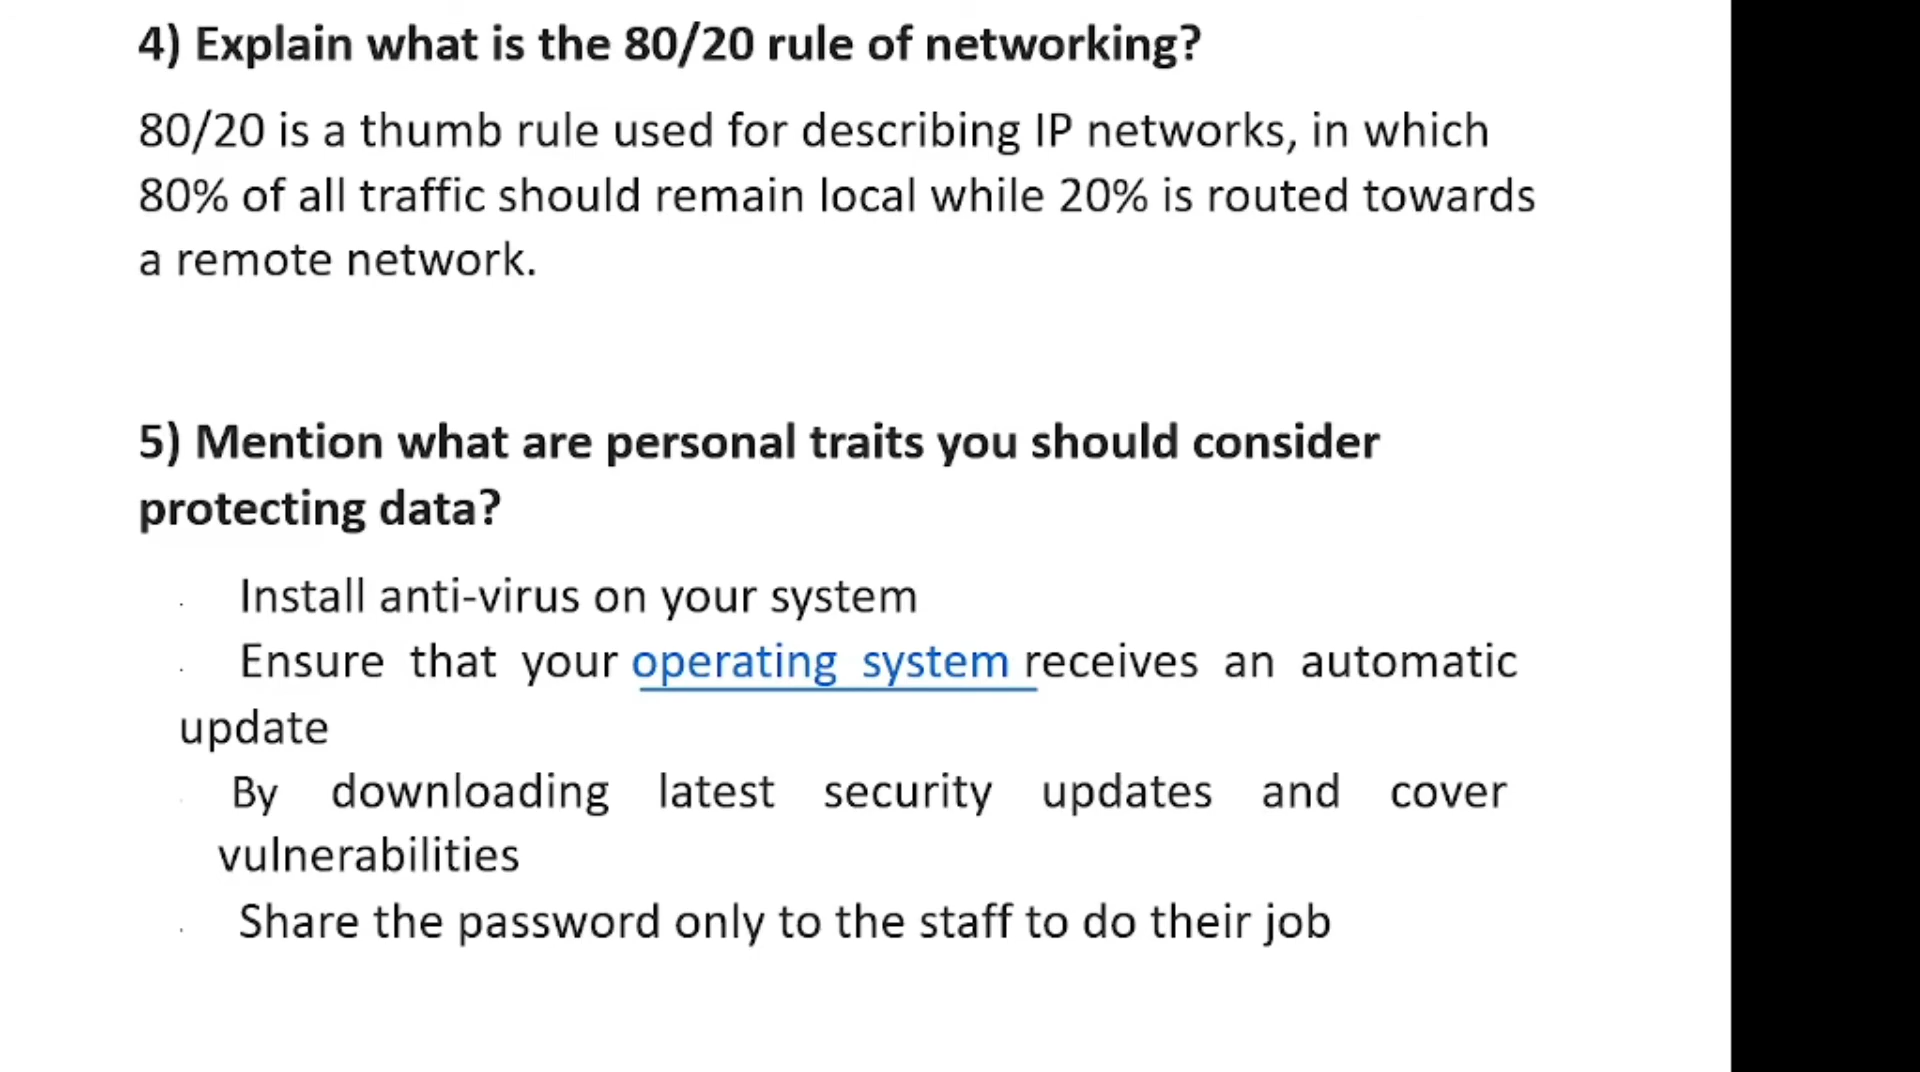 4) Explain what is the 80/20 rule of networking?
80/20 is a thumb rule used for describing IP networks, in which
80% of all traffic should remain local while 20% is routed towards
a remote network.
5) Mention what are personal traits you should consider
protecting data?
· Install anti-virus on your system
· Ensure that your operating system receives an automatic
update
· By downloading latest security updates and cover
vulnerabilities
· Share the password only to the staff to do their job